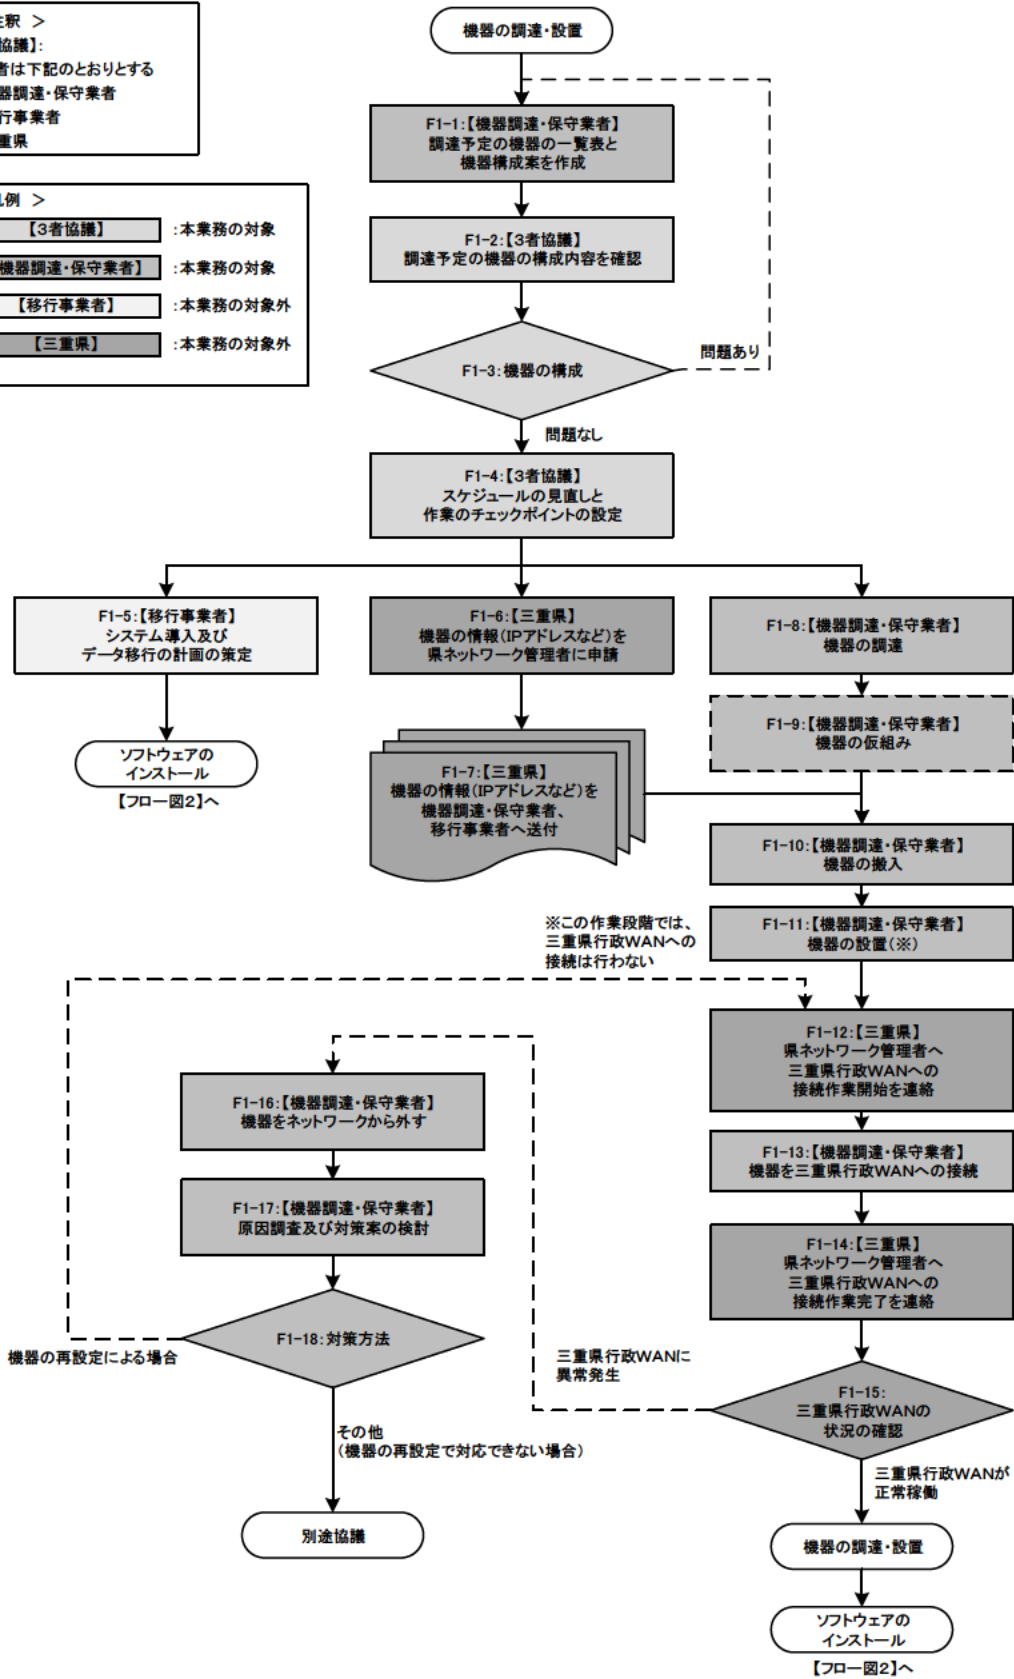 注釈 ＞
協議】:
者は下記のとおりとする
器調達・保守業者
行事業者
重県
凡例 ＞
【3者協議】 :本業務の対象
機器調達・保守業者】 :本業務の対象
【移行事業者】 :本業務の対象外
【三重県】 :本業務の対象外
機器の調達・設置
F1-1:【機器調達・保守業者】
調達予定の機器の一覧表と
機器構成案を作成
F1-2:【3者協議】
調達予定の機器の構成内容を確認
F1-3:機器の構成
問題あり
問題なし
F1-4:【3者協議】
スケジュールの見直しと
作業のチェックポイントの設定
F1-5:【移行事業者】
システム導入及び
データ移行の計画の策定
ソフトウェアの
インストール
【フロー図2】へ
F1-6:【三重県】
機器の情報(IPアドレスなど)を
県ネットワーク管理者に申請
F1-7:【三重県】
機器の情報(IPアドレスなど)を
機器調達・保守業者、
移行事業者へ送付
F1-8:【機器調達・保守業者】
機器の調達
F1-9:【機器調達・保守業者】
機器の仮組み
F1-10:【機器調達・保守業者】
機器の搬入
F1-11:【機器調達・保守業者】
機器の設置(※)
※この作業段階では、
三重県行政WANへの
接続は行わない
F1-12:【三重県】
県ネットワーク管理者へ
三重県行政WANへの
接続作業開始を連絡
F1-13:【機器調達・保守業者】
機器を三重県行政WANへの接続
F1-14:【三重県】
県ネットワーク管理者へ
三重県行政WANへの
接続作業完了を連絡
F1-15:
三重県行政WANの
状況の確認
三重県行政WANに
異常発生
F1-16:【機器調達・保守業者】
機器をネットワークから外す
F1-17:【機器調達・保守業者】
原因調査及び対策案の検討
F1-18:対策方法
機器の再設定による場合
その他
(機器の再設定で対応できない場合)
別途協議
三重県行政WANが
正常稼働
機器の調達・設置
ソフトウェアの
インストール
【フロー図2】へ